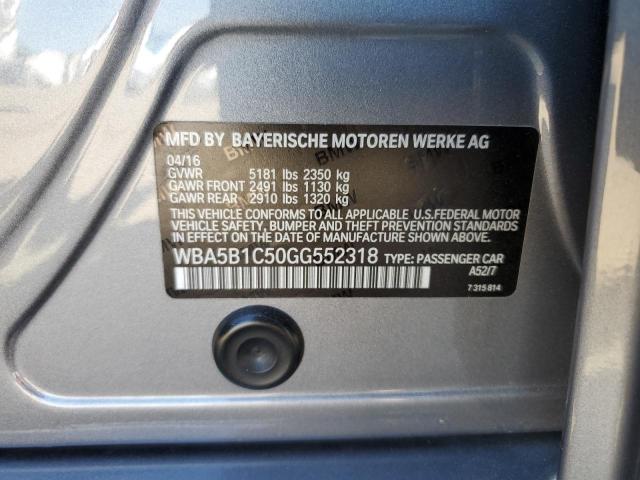 MFD BY BAYERISCHE MOTOREN WERKE AG
04/16
GVWR 5181 lbs 2350 kg
GAWR FRONT 2491 lbs 1130 kg
GAWR REAR 2910 lbs 1320 kg
THIS VEHICLE CONFORMS TO ALL APPLICABLE U.S.FEDERAL MOTOR
VEHICLE SAFETY, BUMPER AND THEFT PREVENTION STANDARDS
IN EFFECT ON THE DATE OF MANUFACTURE SHOWN ABOVE.
WBA5B1C50GG552318 TYPE: PASSENGER CAR
A52/7
7 315 814